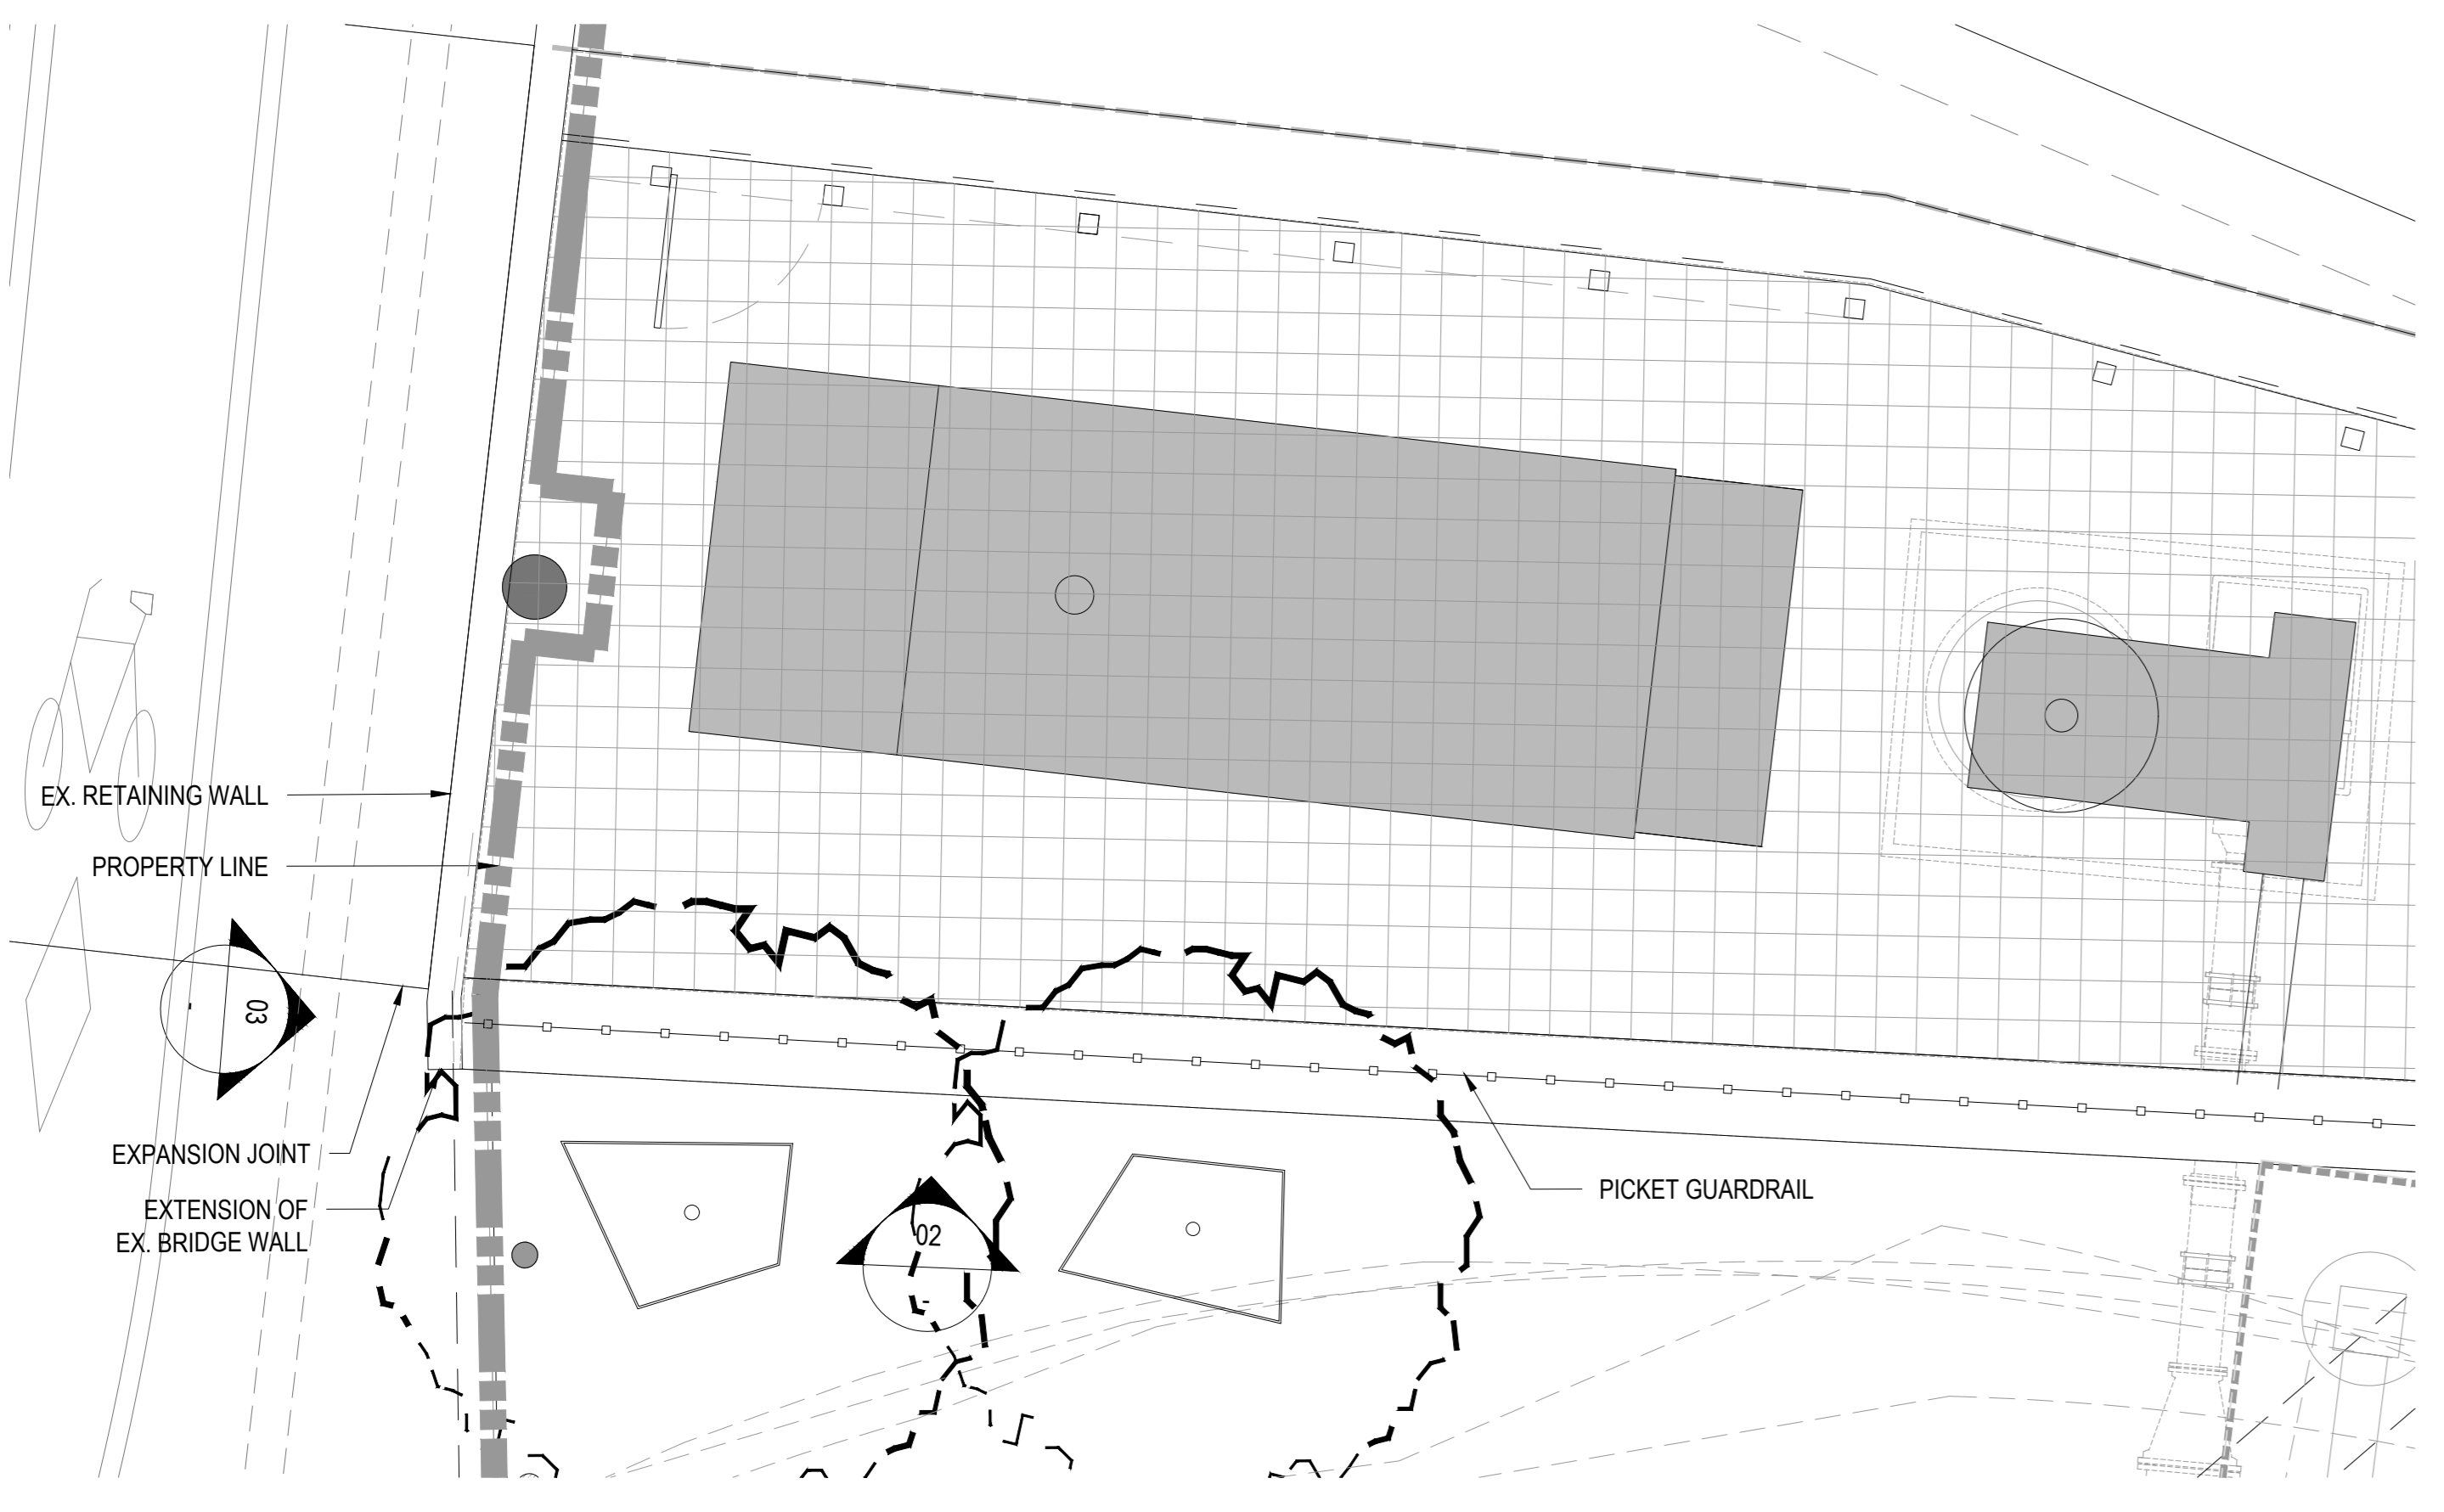 EX. RETAINING WALL
PROPERTY LINE
03
-
EXPANSION JOINT
EXTENSION OF
EX. BRIDGE WALL
02
-
PICKET GUARDRAIL